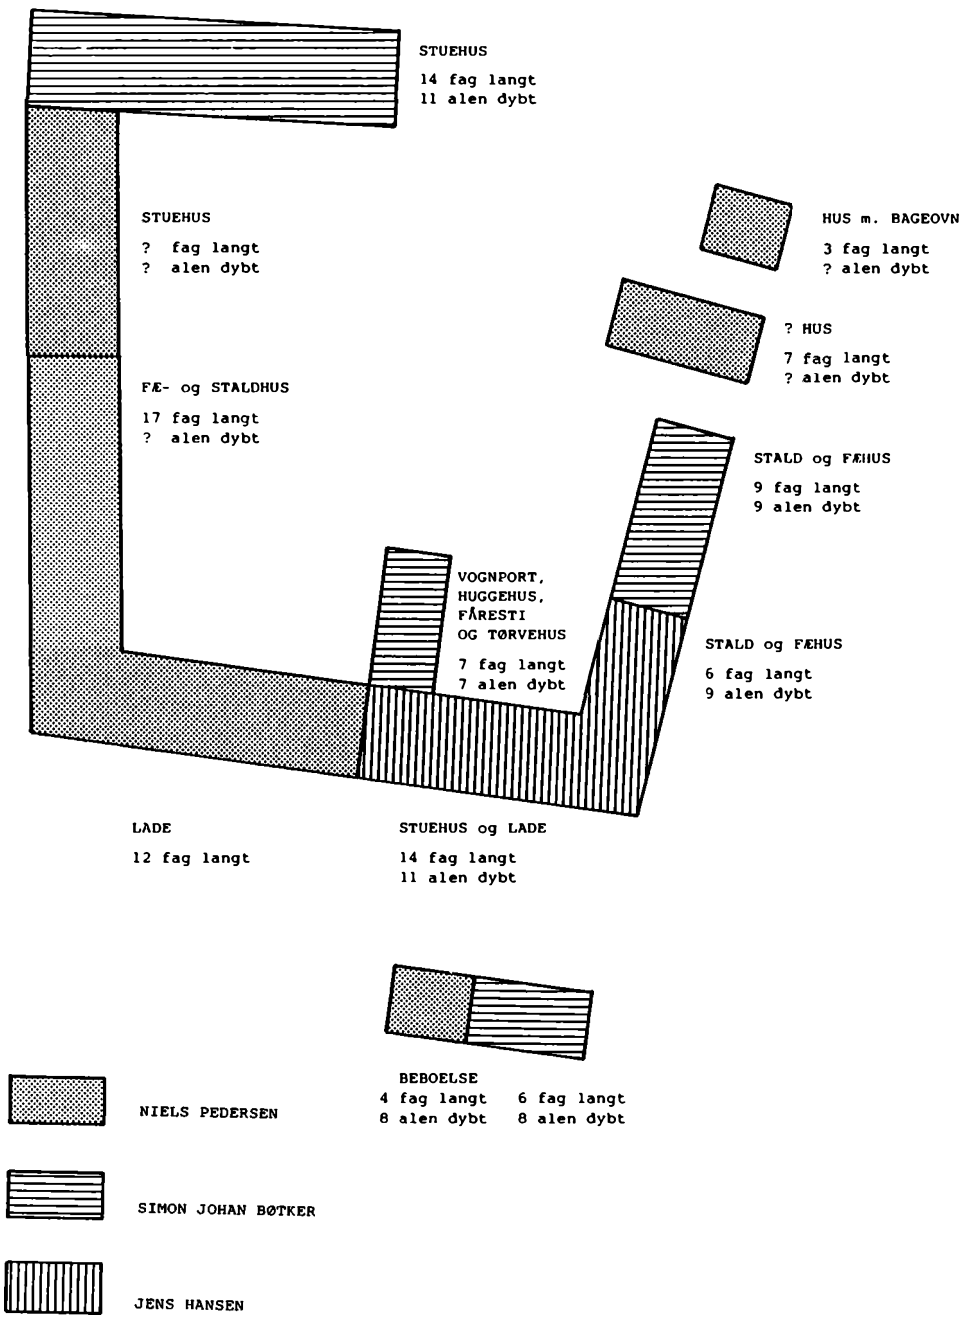 STUEHUS
14 fag langt
11 alen dybt
STUEHUS
? fag langt
? alen dybt
HUS m. BAGEOVN
3 fag langt
? alen dybt
? HUS
7 fag langt
? alen dybt
FÆ- og STALDHUS
17 fag langt
? alen dybt
STALD og FÆHUS
9 fag langt
9 alen dybt
VOGNPORT,
HUGGEHUS,
FÅRESTI
OG TØRVEHUS
7 fag langt
7 alen dybt
STALD og FÆHUS
6 fag langt
9 alen dybt
LADE
12 fag langt
STUEHUS og LADE
14 fag langt
11 alen dybt
BEBOELSE
4 fag langt 6 fag langt
8 alen dybt 8 alen dybt
NIELS PEDERSEN
SIMON JOHAN BØTKER
JENS HANSEN